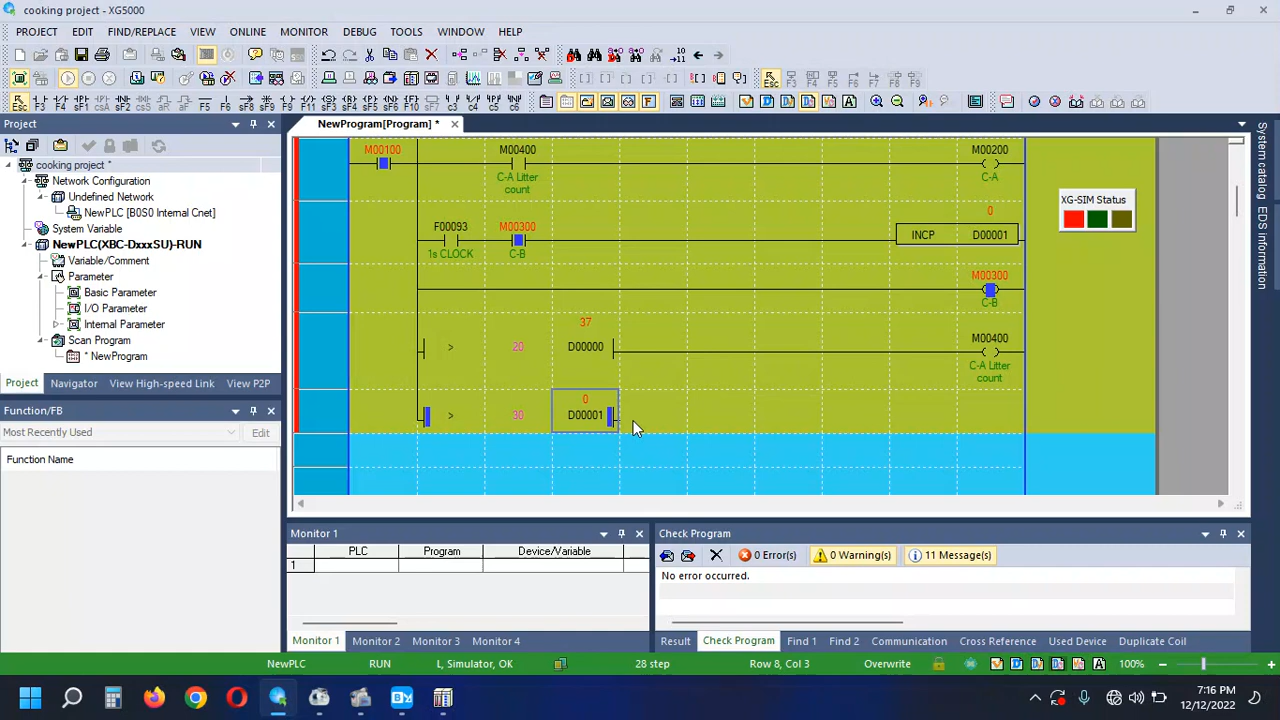 cooking project * - XG5000
PROJECT EDIT FIND/REPLACE VIEW ONLINE MONITOR DEBUG TOOLS WINDOW HELP
Project
NewProgram[Program] *
cooking project *
Network Configuration
Undefined Network
NewPLC [B0S0 Internal Cnet]
System Variable
NewPLC(XBC-DxxxSU)-RUN
Variable/Comment
Parameter
Basic Parameter
I/O Parameter
Internal Parameter
Scan Program
* NewProgram
Project Navigator View High-speed Link View P2P
Function/FB
Most Recently Used Edit
Function Name
M00100 M00400 M00200
C-A Litter count C-A
F00093 M00300 0
INCP D00001
1s CLOCK C-B
M00300
C-B
37
> 20 D00000 M00400
C-A Litter count
0
> 30 D00001
XG-SIM Status
System catalog
EDS information
Monitor 1
PLC Program Device/Variable
1
Monitor 1 Monitor 2 Monitor 3 Monitor 4
Check Program
0 Error(s) 0 Warning(s) 11 Message(s)
No error occurred.
Result Check Program Find 1 Find 2 Communication Cross Reference Used Device Duplicate Coil
NewPLC RUN L, Simulator, OK 28 step Row 8, Col 3 Overwrite 100%
7:16 PM
12/12/2022